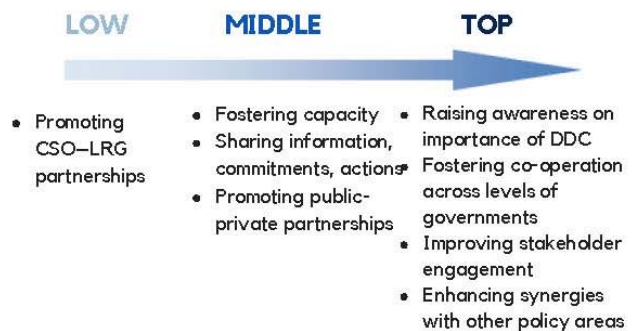 LOW
MIDDLE
TOP
• Promoting
CSO–LRG
partnerships
• Fostering capacity
• Sharing information,
commitments, actions
• Promoting public-
private partnerships
• Raising awareness on
importance of DDC
• Fostering co-operation
across levels of
governments
• Improving stakeholder
engagement
• Enhancing synergies
with other policy areas